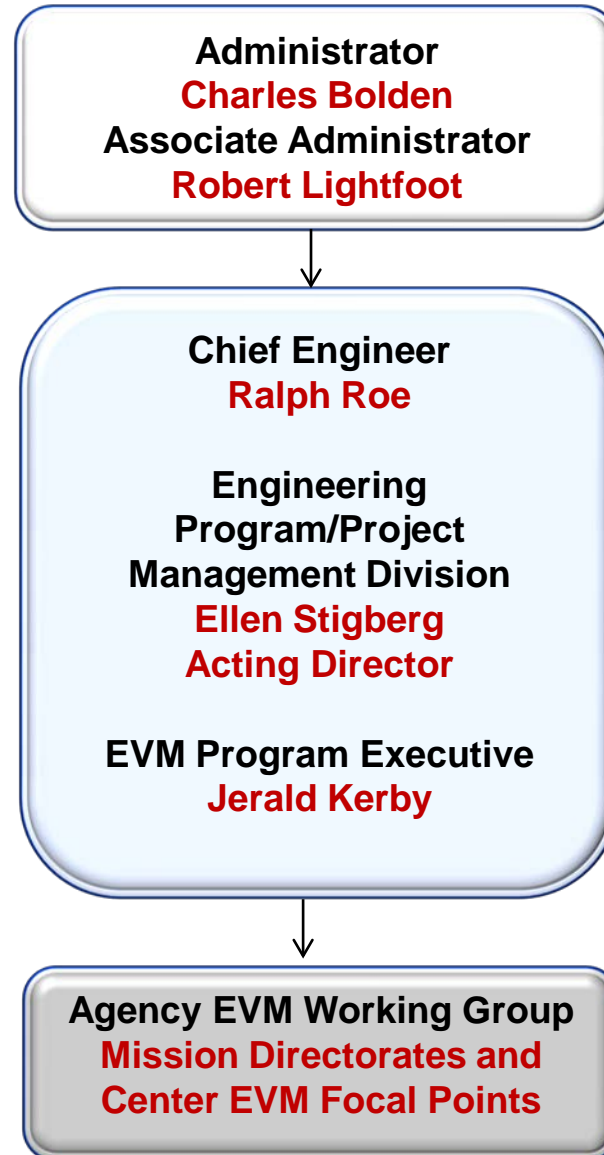 Administrator
Charles Bolden
Associate Administrator
Robert Lightfoot
Chief Engineer
Ralph Roe
Engineering
Program/Project
Management Division
Ellen Stigberg
Acting Director
EVM Program Executive
Jerald Kerby
Agency EVM Working Group
Mission Directorates and
Center EVM Focal Points